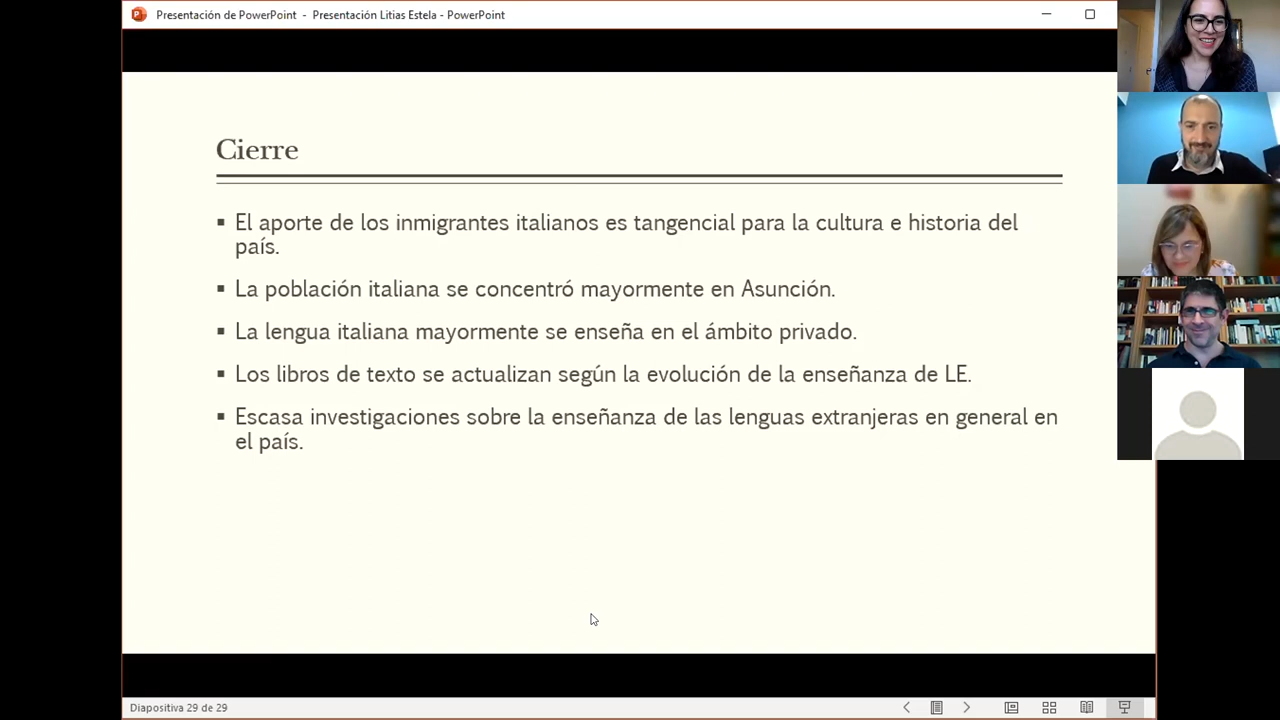 Presentación de PowerPoint - Presentación Litias Estela - PowerPoint
Cierre
▪ El aporte de los inmigrantes italianos es tangencial para la cultura e historia del
país.
▪ La población italiana se concentró mayormente en Asunción.
▪ La lengua italiana mayormente se enseña en el ámbito privado.
▪ Los libros de texto se actualizan según la evolución de la enseñanza de LE.
▪ Escasa investigaciones sobre la enseñanza de las lenguas extranjeras en general en
el país.
Diapositiva 29 de 29